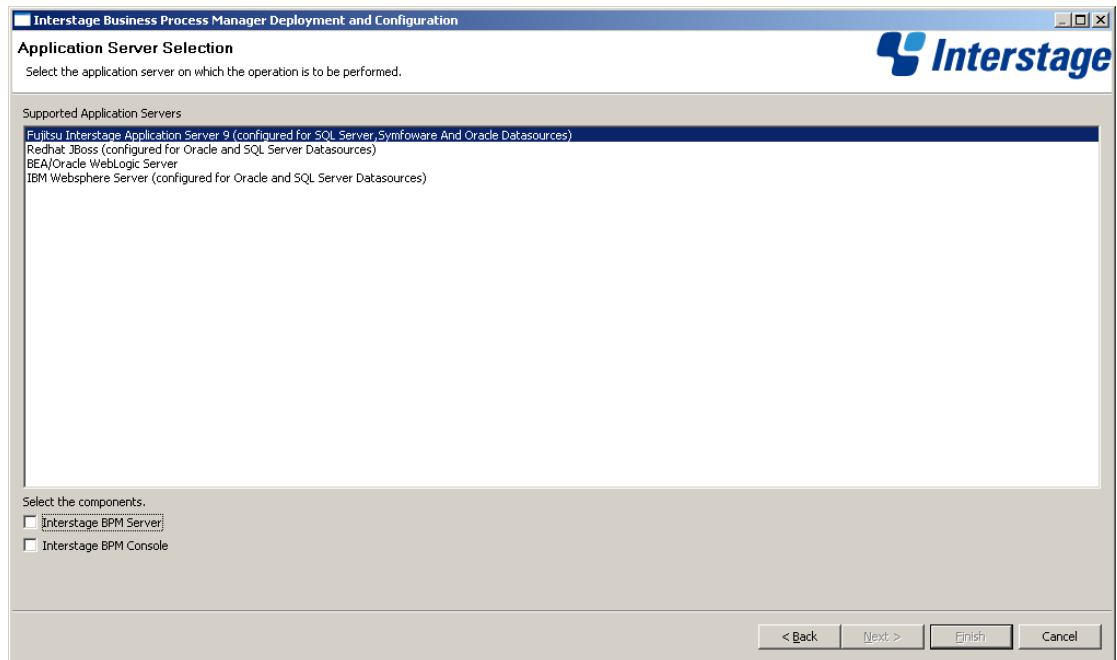 Interstage Business Process Manager Deployment and Configuration
Application Server Selection
Select the application server on which the operation is to be performed.
Interstage
Supported Application Servers
Fujitsu Interstage Application Server 9 (configured for SQL Server,Symfoware And Oracle Datasources)
Redhat JBoss (configured for Oracle and SQL Server Datasources)
BEA/Oracle WebLogic Server
IBM Websphere Server (configured for Oracle and SQL Server Datasources)
Select the components.
Interstage BPM Server
Interstage BPM Console
< Back Next > Finish Cancel